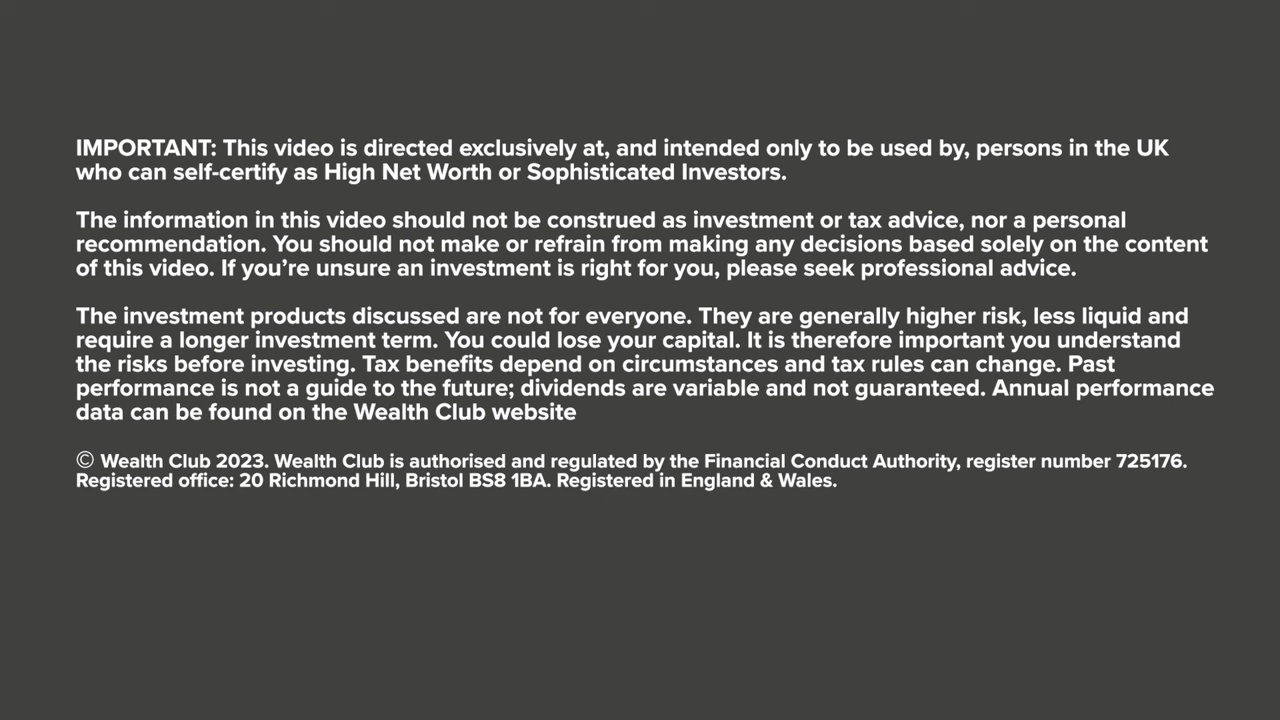 IMPORTANT: This video is directed exclusively at, and intended only to be used by, persons in the UK
who can self-certify as High Net Worth or Sophisticated Investors.
The information in this video should not be construed as investment or tax advice, nor a personal
recommendation. You should not make or refrain from making any decisions based solely on the content
of this video. If you’re unsure an investment is right for you, please seek professional advice.
The investment products discussed are not for everyone. They are generally higher risk, less liquid and
require a longer investment term. You could lose your capital. It is therefore important you understand
the risks before investing. Tax benefits depend on circumstances and tax rules can change. Past
performance is not a guide to the future; dividends are variable and not guaranteed. Annual performance
data can be found on the Wealth Club website
© Wealth Club 2023. Wealth Club is authorised and regulated by the Financial Conduct Authority, register number 725176.
Registered office: 20 Richmond Hill, Bristol BS8 1BA. Registered in England & Wales.